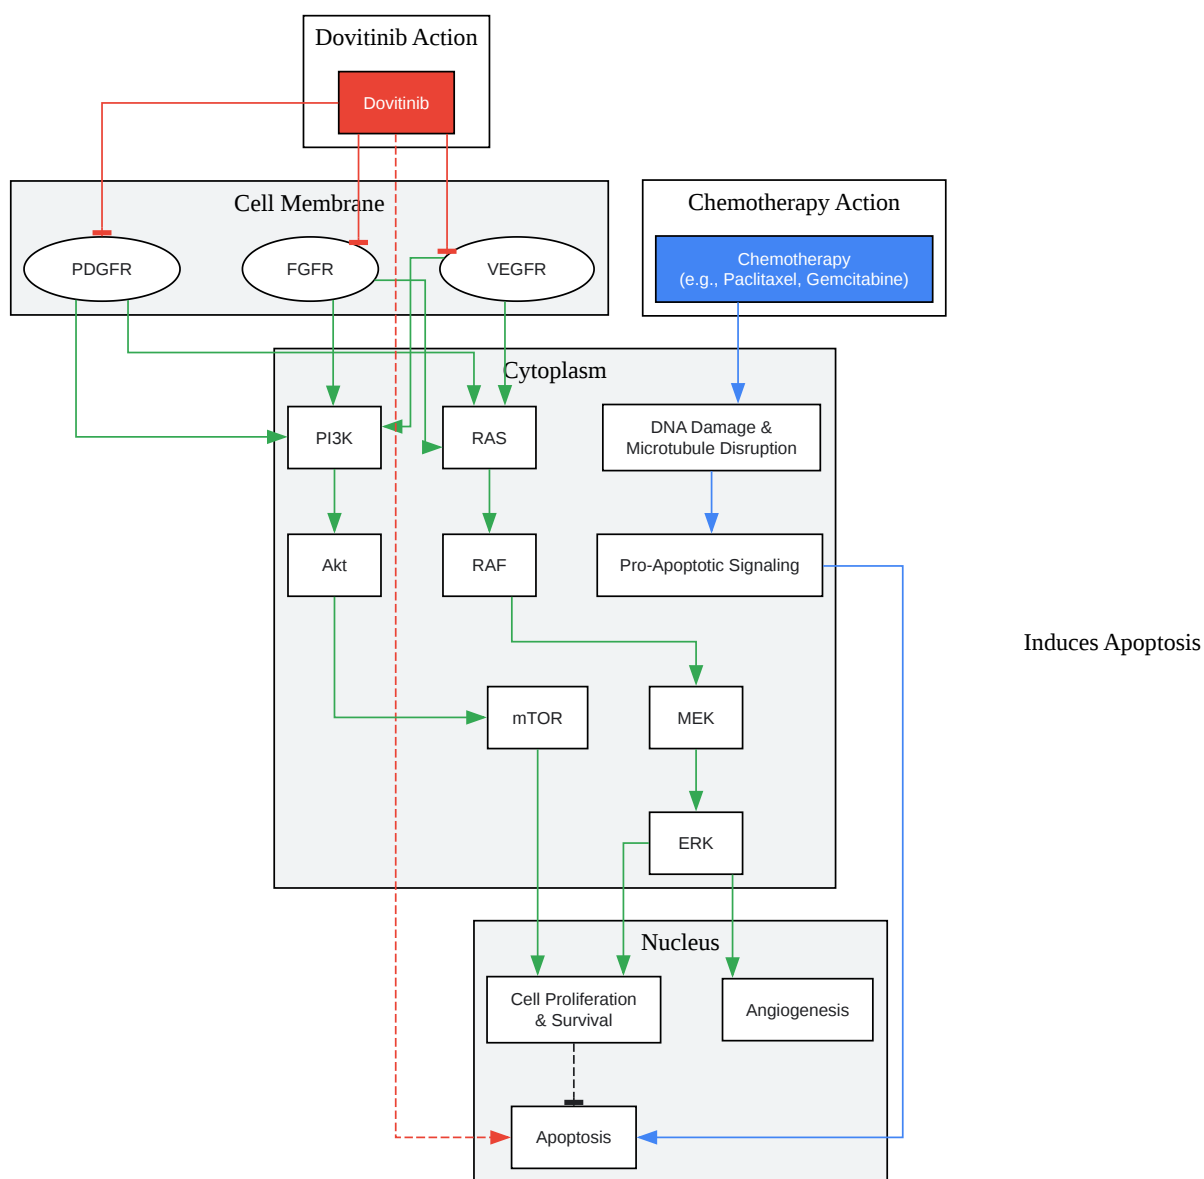 Dovitinib Action
Dovitinib
Cell Membrane
Chemotherapy Action
PDGFR
FGFR
VEGFR
Chemotherapy
(e.g., Paclitaxel, Gemcitabine)
Cytoplasm
PI3K
RAS
DNA Damage &
Microtubule Disruption
Akt
RAF
Pro-Apoptotic Signaling
Induces Apoptosis
mTOR
MEK
ERK
Nucleus
Cell Proliferation
& Survival
Angiogenesis
Apoptosis